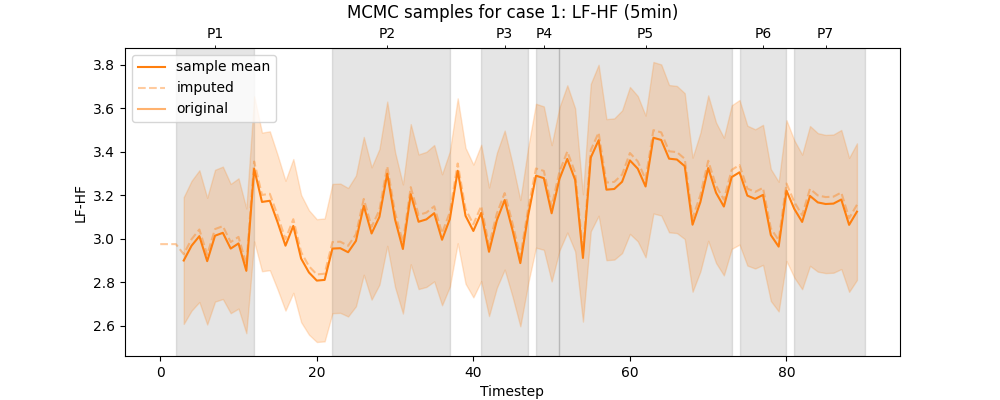 MCMC samples for case 1: LF-HF (5min)
P1 P2 P3 P4 P5 P6 P7
sample mean
imputed
original
3.8
3.6
3.4
3.2
3.0
2.8
2.6
LF-HF
0 20 40 60 80
Timestep